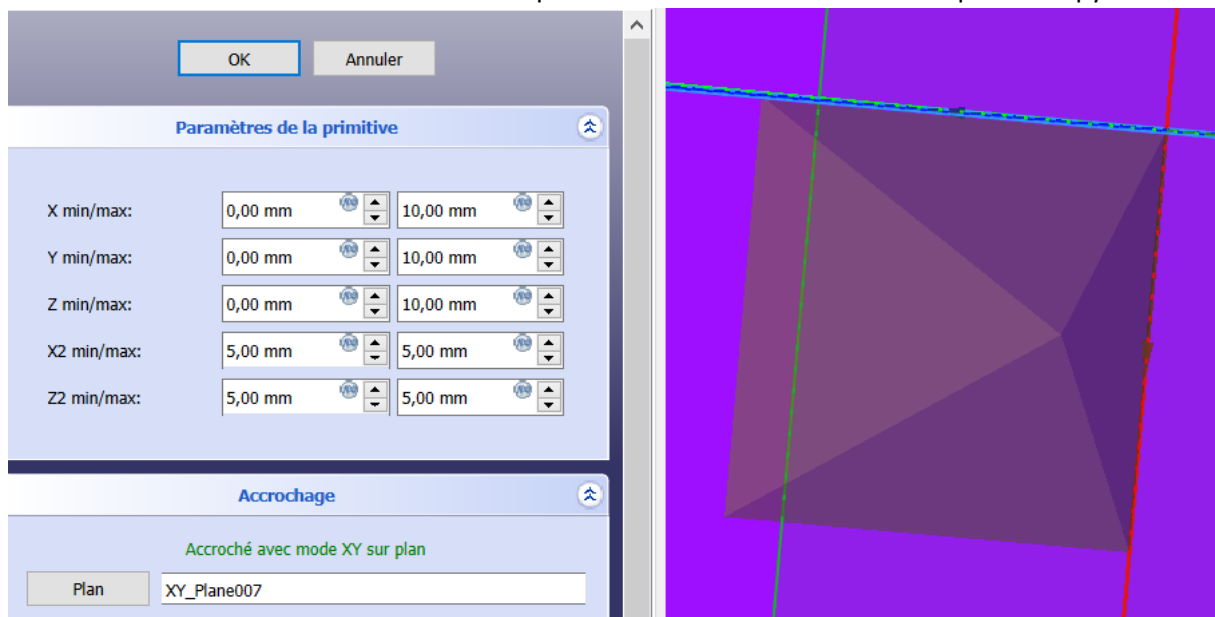 OK Annuler
Paramètres de la primitive
X min/max: 0,00 mm 10,00 mm
Y min/max: 0,00 mm 10,00 mm
Z min/max: 0,00 mm 10,00 mm
X2 min/max: 5,00 mm 5,00 mm
Z2 min/max: 5,00 mm 5,00 mm
Accrochage
Accroché avec mode XY sur plan
Plan XY_Plane007